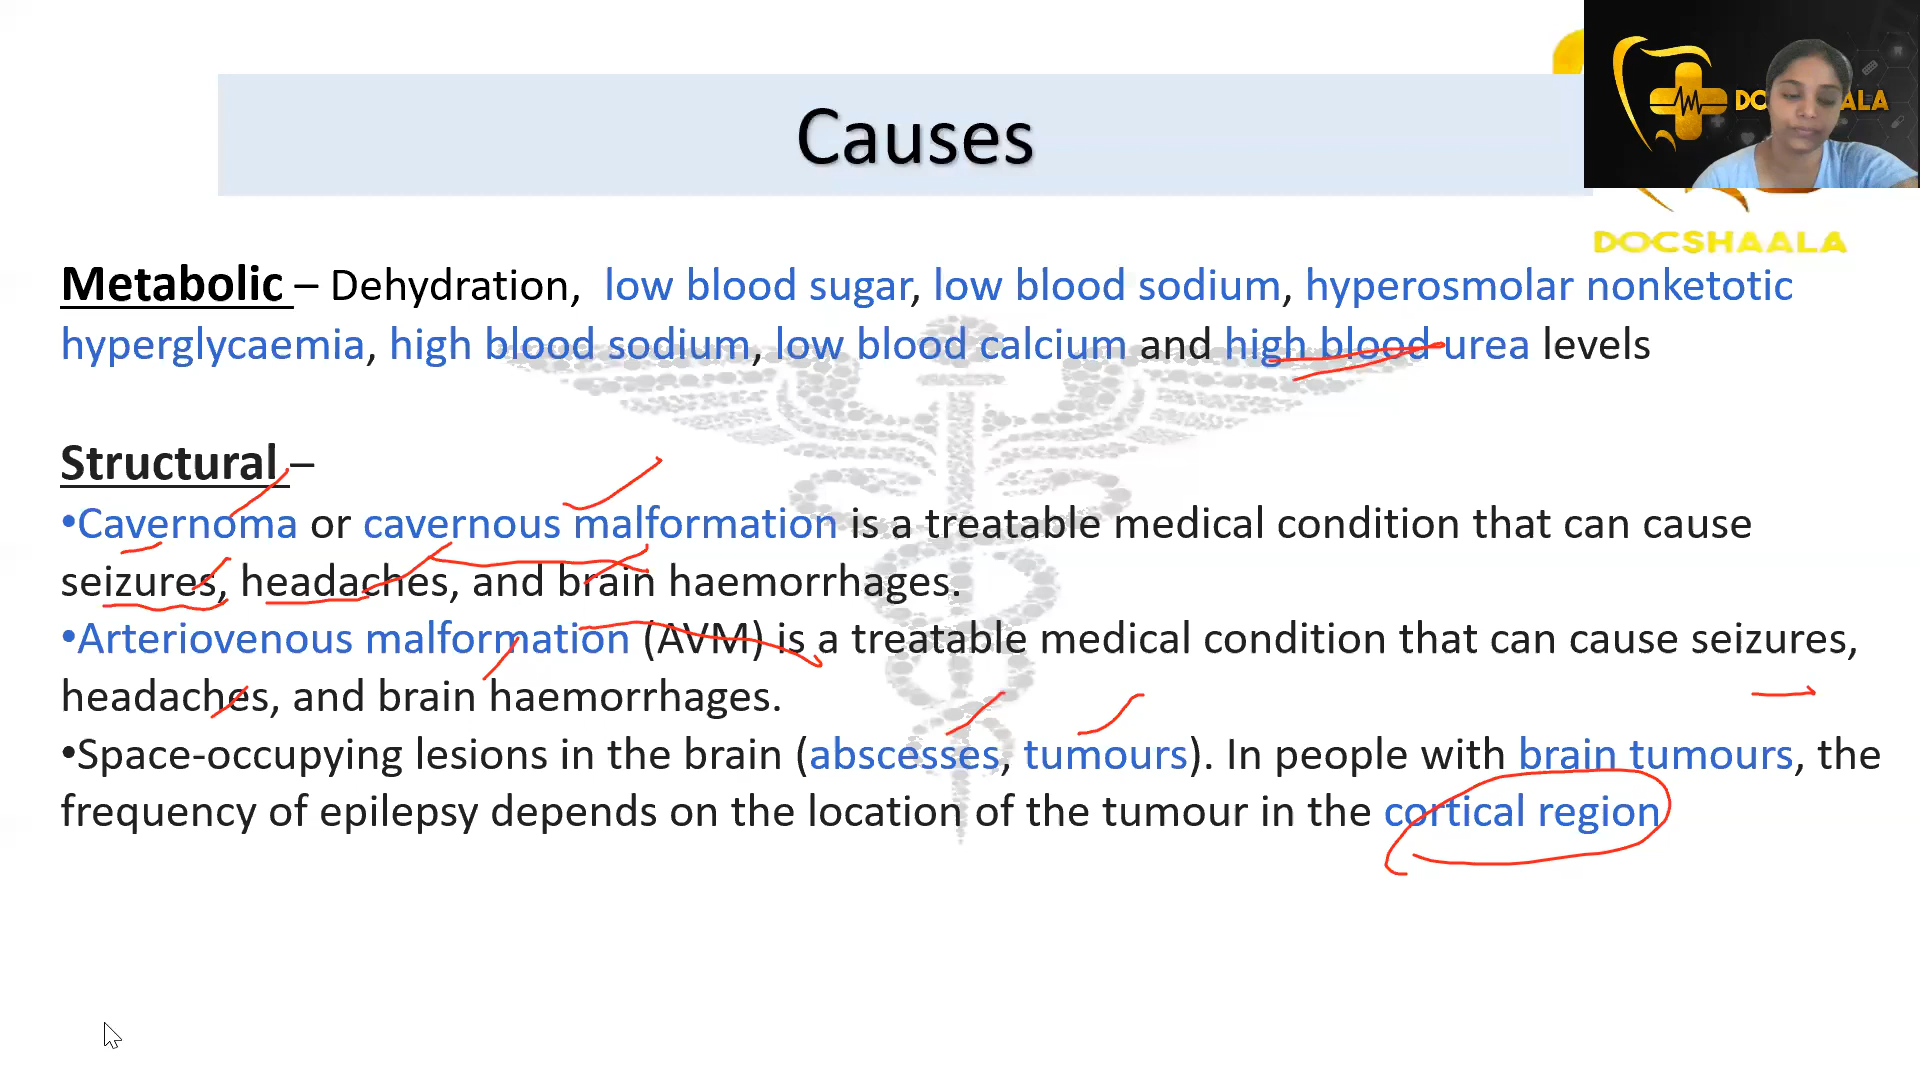 Causes
DOCSHAALA
Metabolic – Dehydration, low blood sugar, low blood sodium, hyperosmolar nonketotic
hyperglycaemia, high blood sodium, low blood calcium and high blood urea levels
Structural –
•Cavernoma or cavernous malformation is a treatable medical condition that can cause
seizures, headaches, and brain haemorrhages.
•Arteriovenous malformation (AVM) is a treatable medical condition that can cause seizures,
headaches, and brain haemorrhages.
•Space-occupying lesions in the brain (abscesses, tumours). In people with brain tumours, the
frequency of epilepsy depends on the location of the tumour in the cortical region